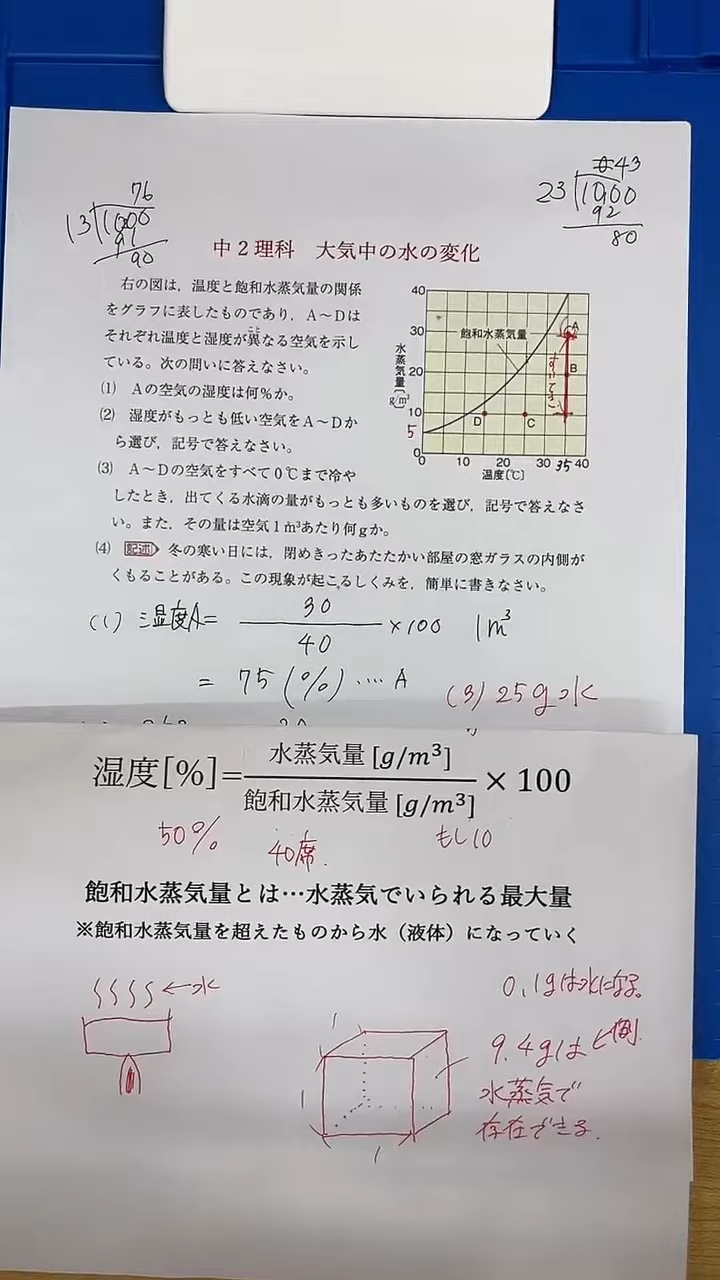 76
13 1000
91
90
43
23 1000
92
80
中2理科 大気中の水の変化
右の図は，温度と飽和水蒸気量の関係
をグラフに表したものであり，A～Dは
それぞれ温度と湿度が異なる空気を示し
こと
ている。次の問いに答えなさい。
(1) Aの空気の湿度は何%か。
(2) 湿度がもっとも低い空気をA～Dか
ら選び，記号で答えなさい。
(3) A～Dの空気をすべて0℃まで冷や
したとき，出てくる水滴の量がもっとも多いものを選び，記号で答えなさ
い。また，その量は空気1m³あたり何gか。
(4) 記述 冬の寒い日には，閉めきったあたたかい部屋の窓ガラスの内側が
くもることがある。この現象が起こるしくみを，簡単に書きなさい。
水蒸気量[g/m³]
40
30
20
10
5
0
飽和水蒸気量
A
B
C
D
0 10 20 30 35 40
温度[℃]
(1) 湿度A= 30/40 ×100 1m³
= 75(%)…. A
(3) 25g水
湿度[%]=水蒸気量[g/m³]/飽和水蒸気量[g/m³] × 100
50% 40席. もし10
飽和水蒸気量とは…水蒸気でいられる最大量
※飽和水蒸気量を超えたものから水（液体）になっていく
←水
0.1gは水になる。
9.4gは
水蒸気で
存在できる.
1
1
1